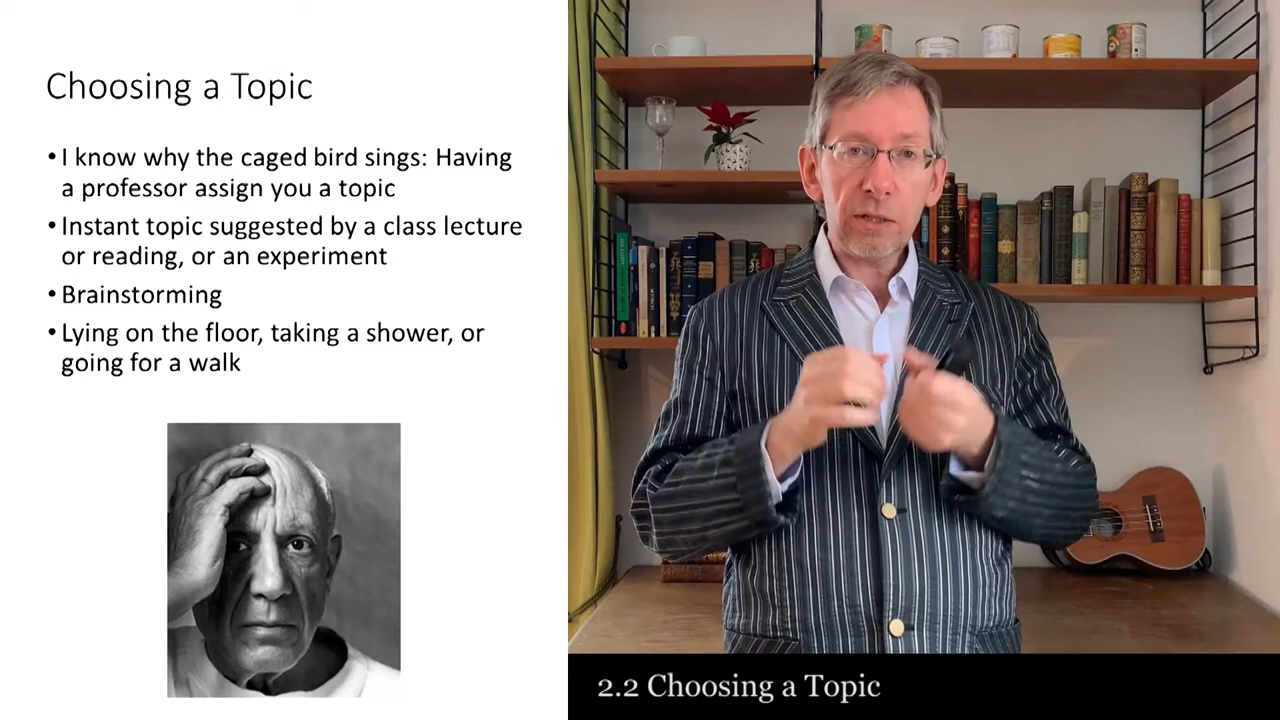 Choosing a Topic
•I know why the caged bird sings: Having
a professor assign you a topic
•Instant topic suggested by a class lecture
or reading, or an experiment
•Brainstorming
•Lying on the floor, taking a shower, or
going for a walk
2.2 Choosing a Topic